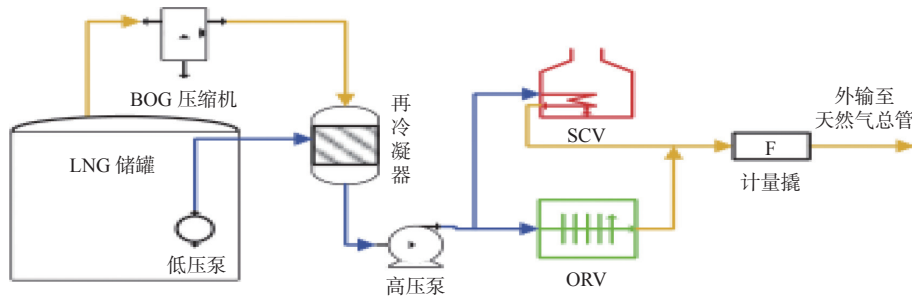 BOG 压缩机
再冷凝器
LNG 储罐
低压泵
高压泵
SCV
ORV
F
计量撬
外输至
天然气总管